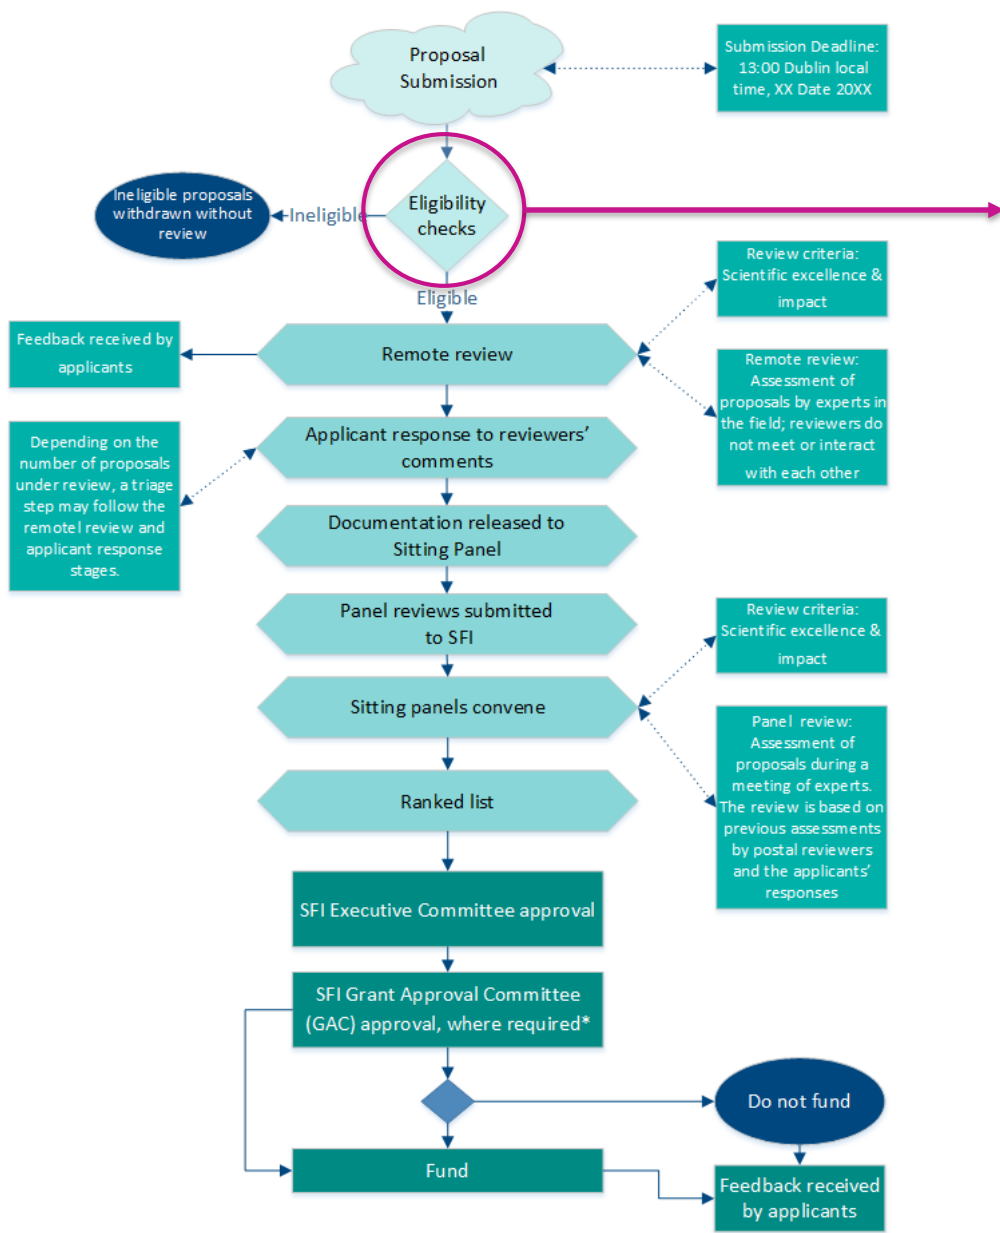 Proposal
Submission
Submission Deadline:
13:00 Dublin local
time, XX Date 20XX
Eligibility
checks
Ineligible
Ineligible proposals
withdrawn without
review
Eligible
Review criteria:
Scientific excellence &
impact
Remote review
Feedback received by
applicants
Remote review:
Assessment of
proposals by experts in
the field; reviewers do
not meet or interact
with each other
Applicant response to reviewers’
comments
Depending on the
number of proposals
under review, a triage
step may follow the
remotel review and
applicant response
stages.
Documentation released to
Sitting Panel
Panel reviews submitted
to SFI
Review criteria:
Scientific excellence &
impact
Sitting panels convene
Panel review:
Assessment of
proposals during a
meeting of experts.
The review is based on
previous assessments
by postal reviewers
and the applicants’
responses
Ranked list
SFI Executive Committee approval
SFI Grant Approval Committee
(GAC) approval, where required*
Do not fund
Fund
Feedback received
by applicants